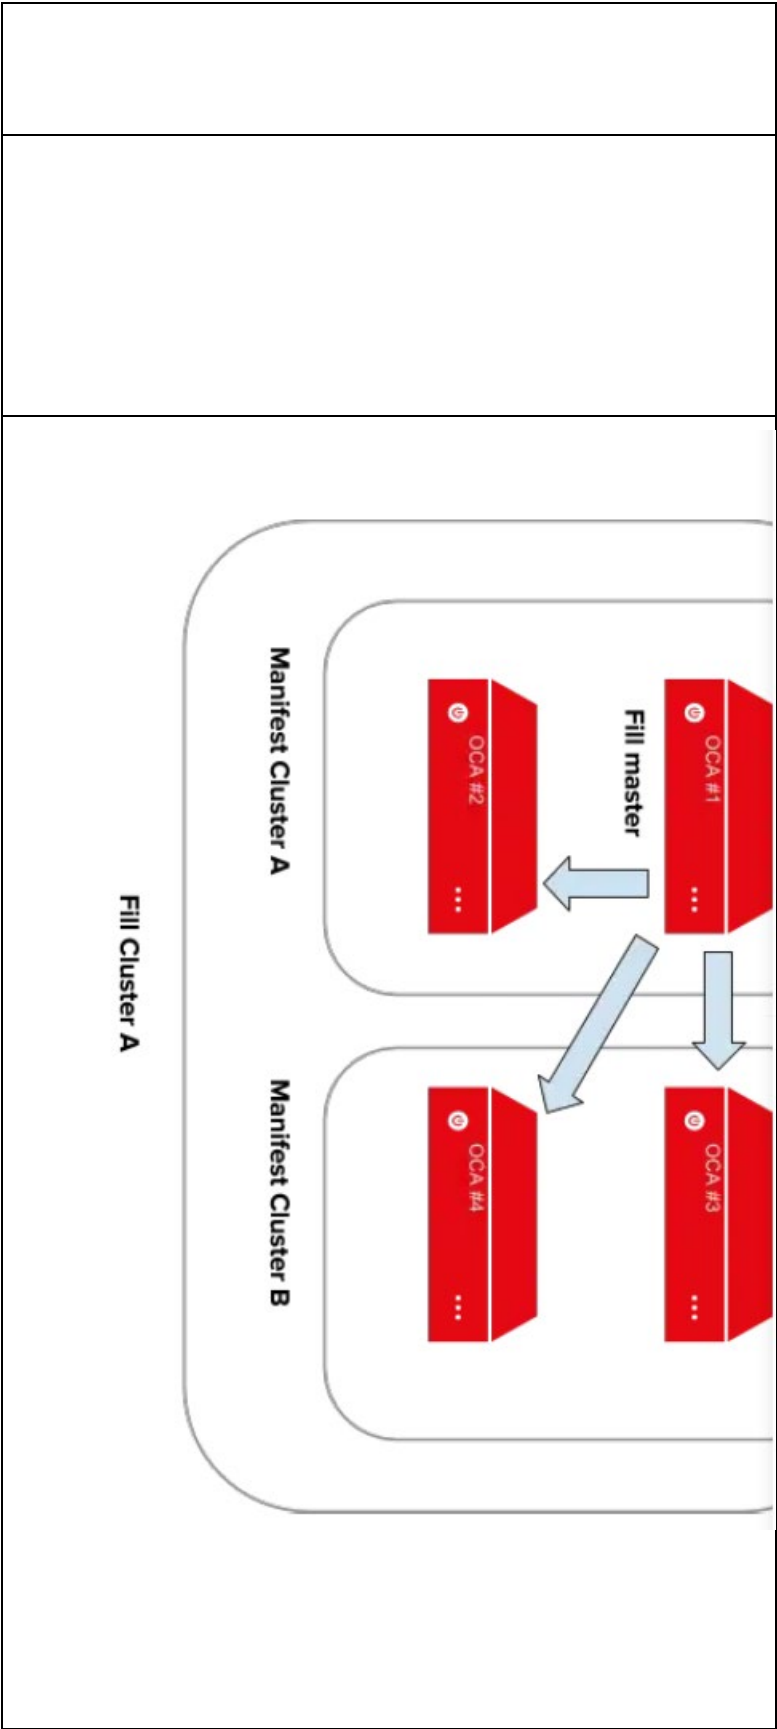 OCA #1
OCA #3
Fill master
OCA #2
OCA #4
Manifest Cluster A
Manifest Cluster B
Fill Cluster A